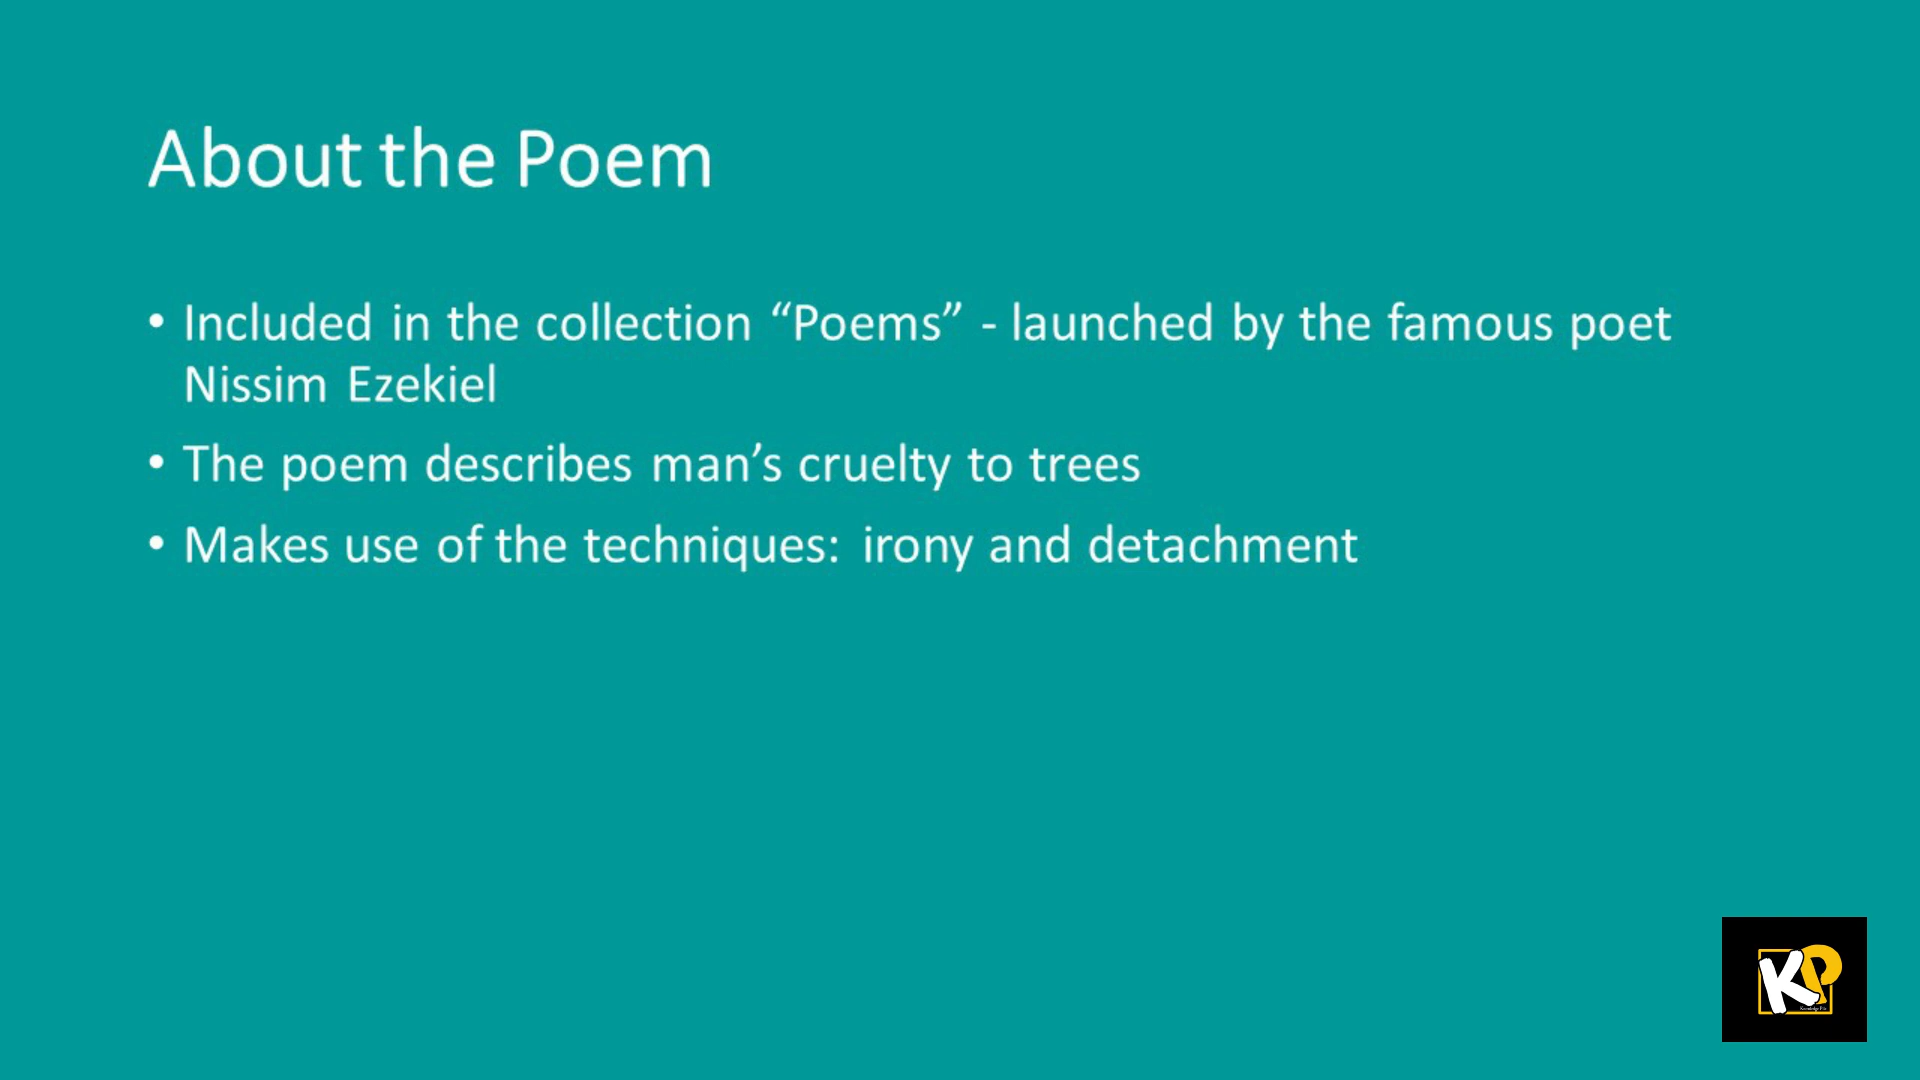 About the Poem
• Included in the collection “Poems” - launched by the famous poet
Nissim Ezekiel
• The poem describes man’s cruelty to trees
• Makes use of the techniques: irony and detachment
KP